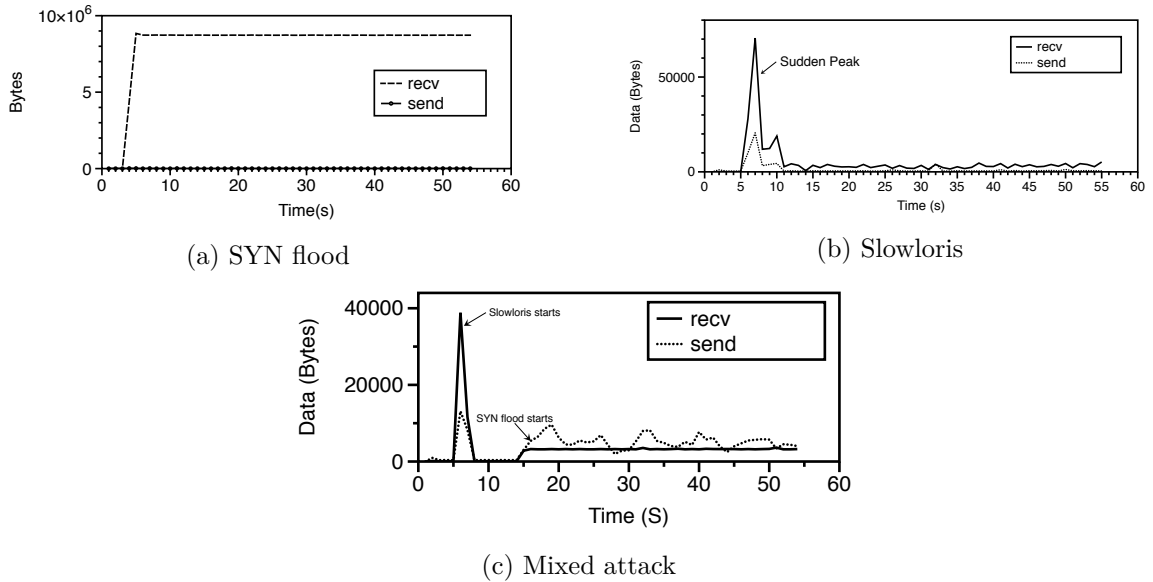 10×10⁶
5
0
Bytes
recv
send
0 10 20 30 40 50 60
Time(s)
(a) SYN flood
50000
0
Data (Bytes)
Sudden Peak
recv
send
0 5 10 15 20 25 30 35 40 45 50 55 60
Time (s)
(b) Slowloris
40000
20000
0
Data (Bytes)
Slowloris starts
SYN flood starts
recv
send
0 10 20 30 40 50 60
Time (S)
(c) Mixed attack